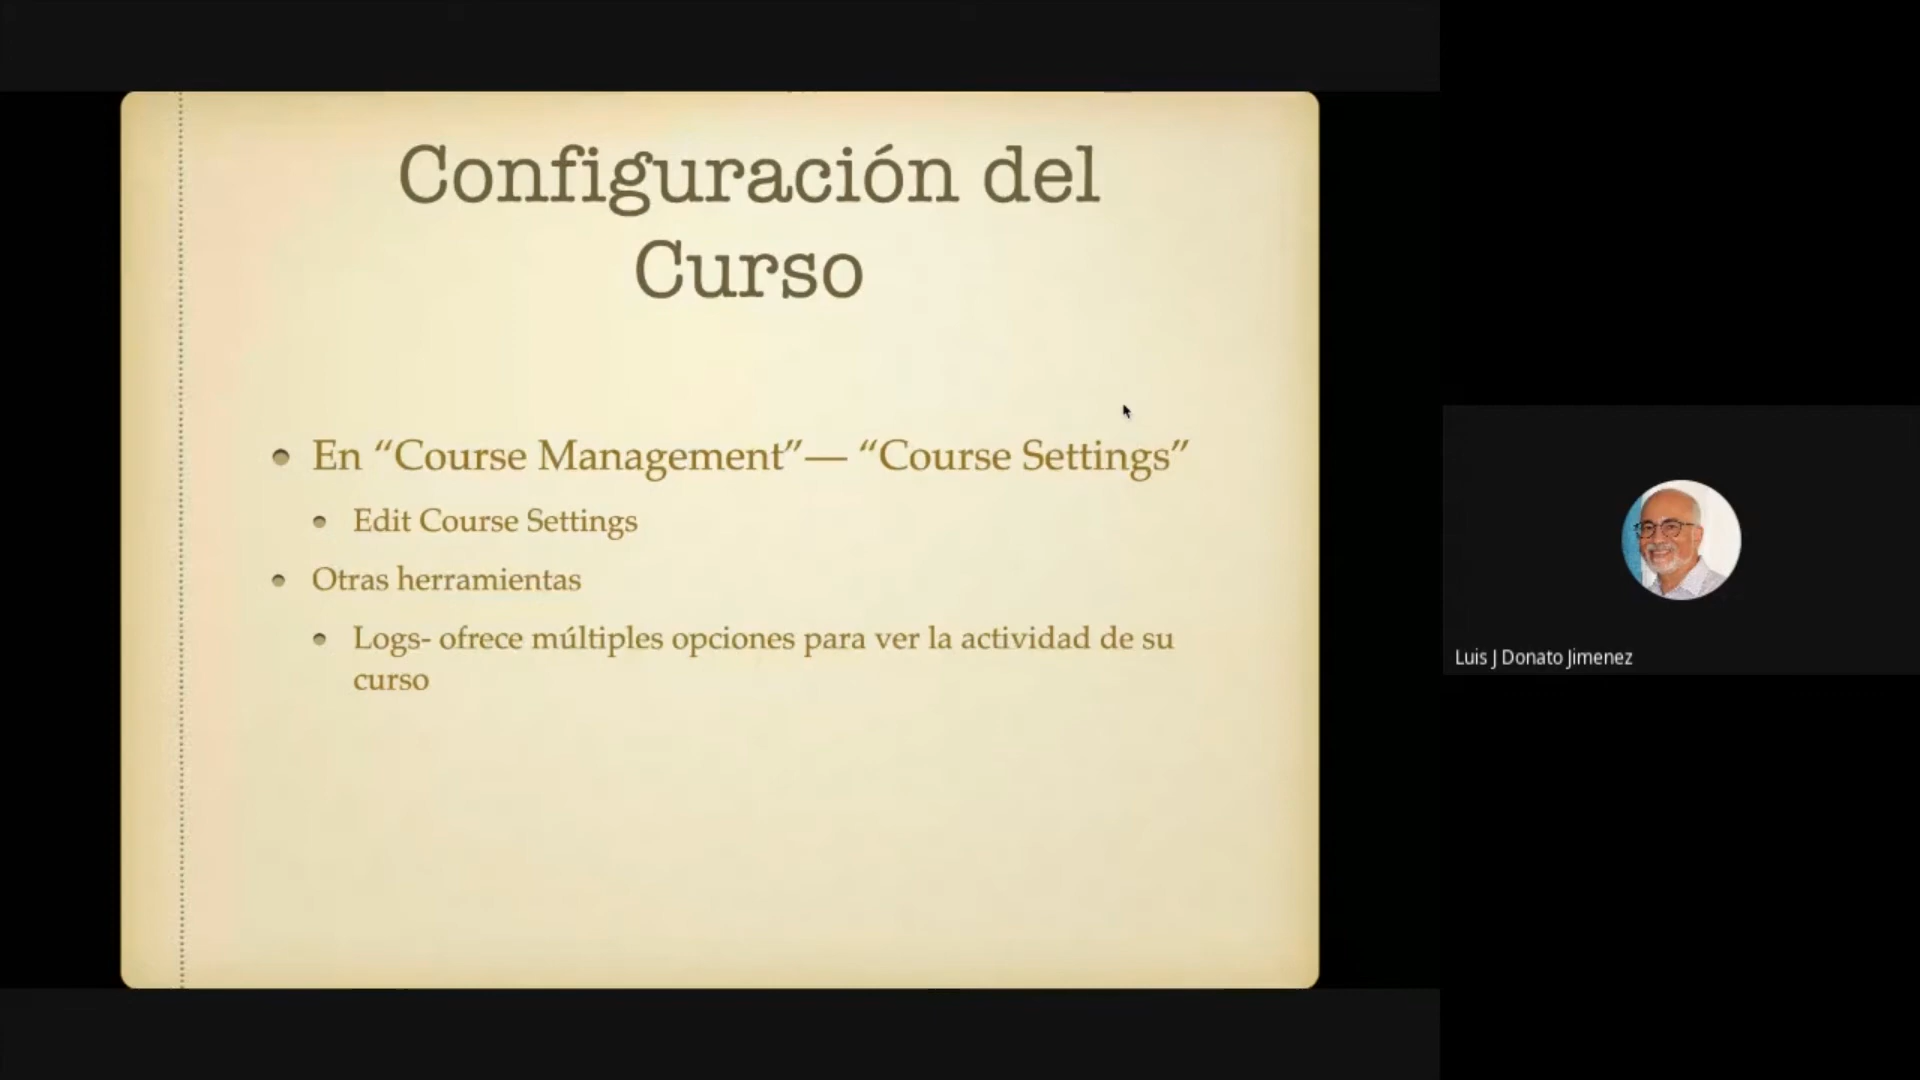 Configuración del
Curso
En “Course Management”— “Course Settings”
Edit Course Settings
Otras herramientas
Logs- ofrece múltiples opciones para ver la actividad de su
curso
Luis J Donato Jimenez